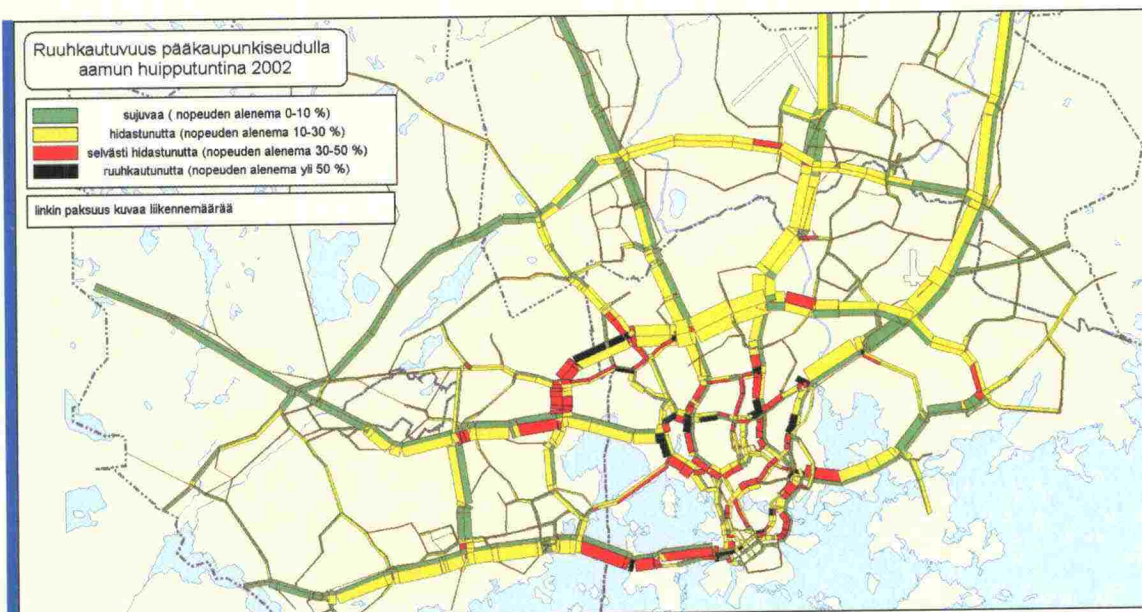 Ruuhkautuvuus pääkaupunkiseudulla
aamun huipputuntina 2002
sujuvaa ( nopeuden alenema 0-10 %)
hidastunutta (nopeuden alenema 10-30 %)
selvästi hidastunutta (nopeuden alenema 30-50 %)
ruuhkautunutta (nopeuden alenema yli 50 %)
linkin paksuus kuvaa liikennemäärää